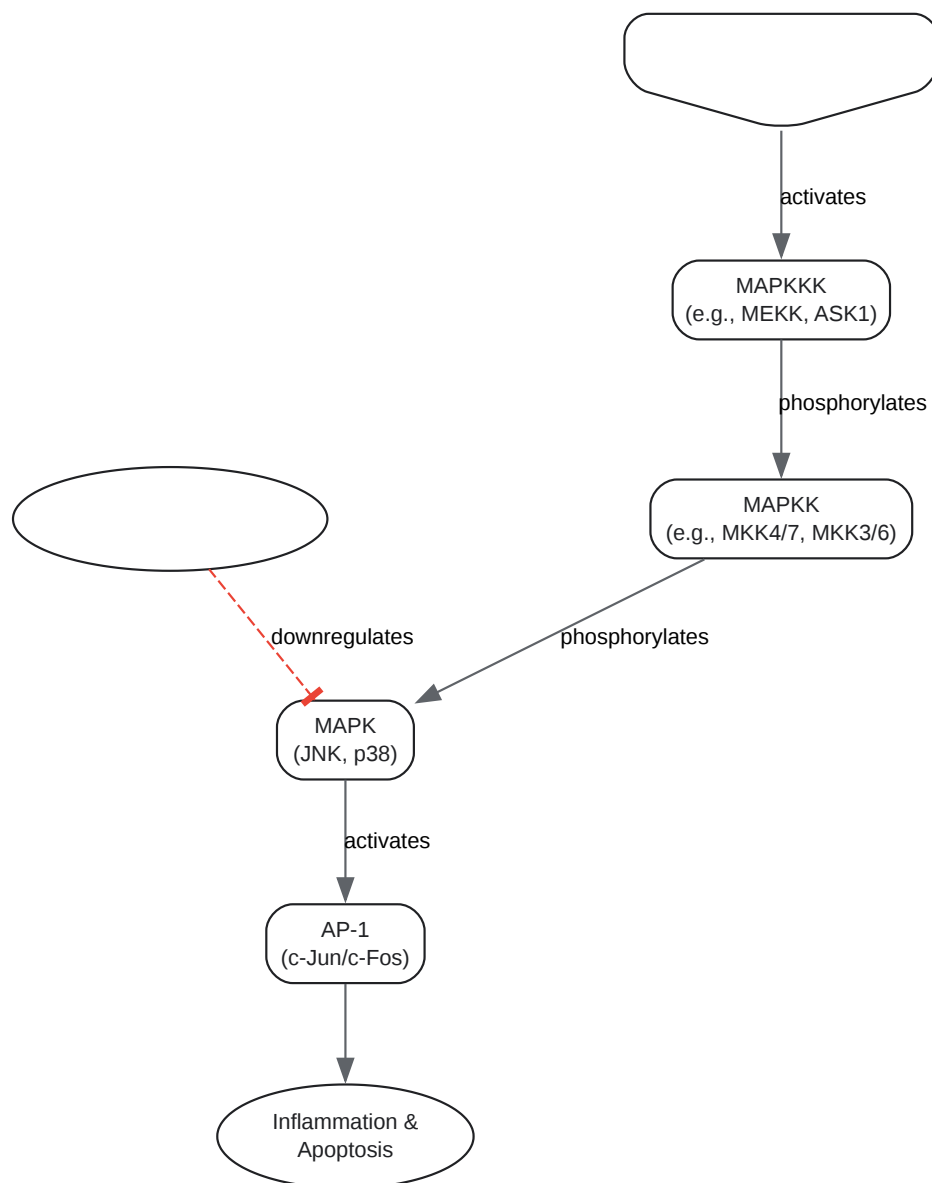 activates
MAPKKK
(e.g., MEKK, ASK1)
phosphorylates
MAPKK
(e.g., MKK4/7, MKK3/6)
downregulates
phosphorylates
MAPK
(JNK, p38)
activates
AP-1
(c-Jun/c-Fos)
Inflammation &
Apoptosis